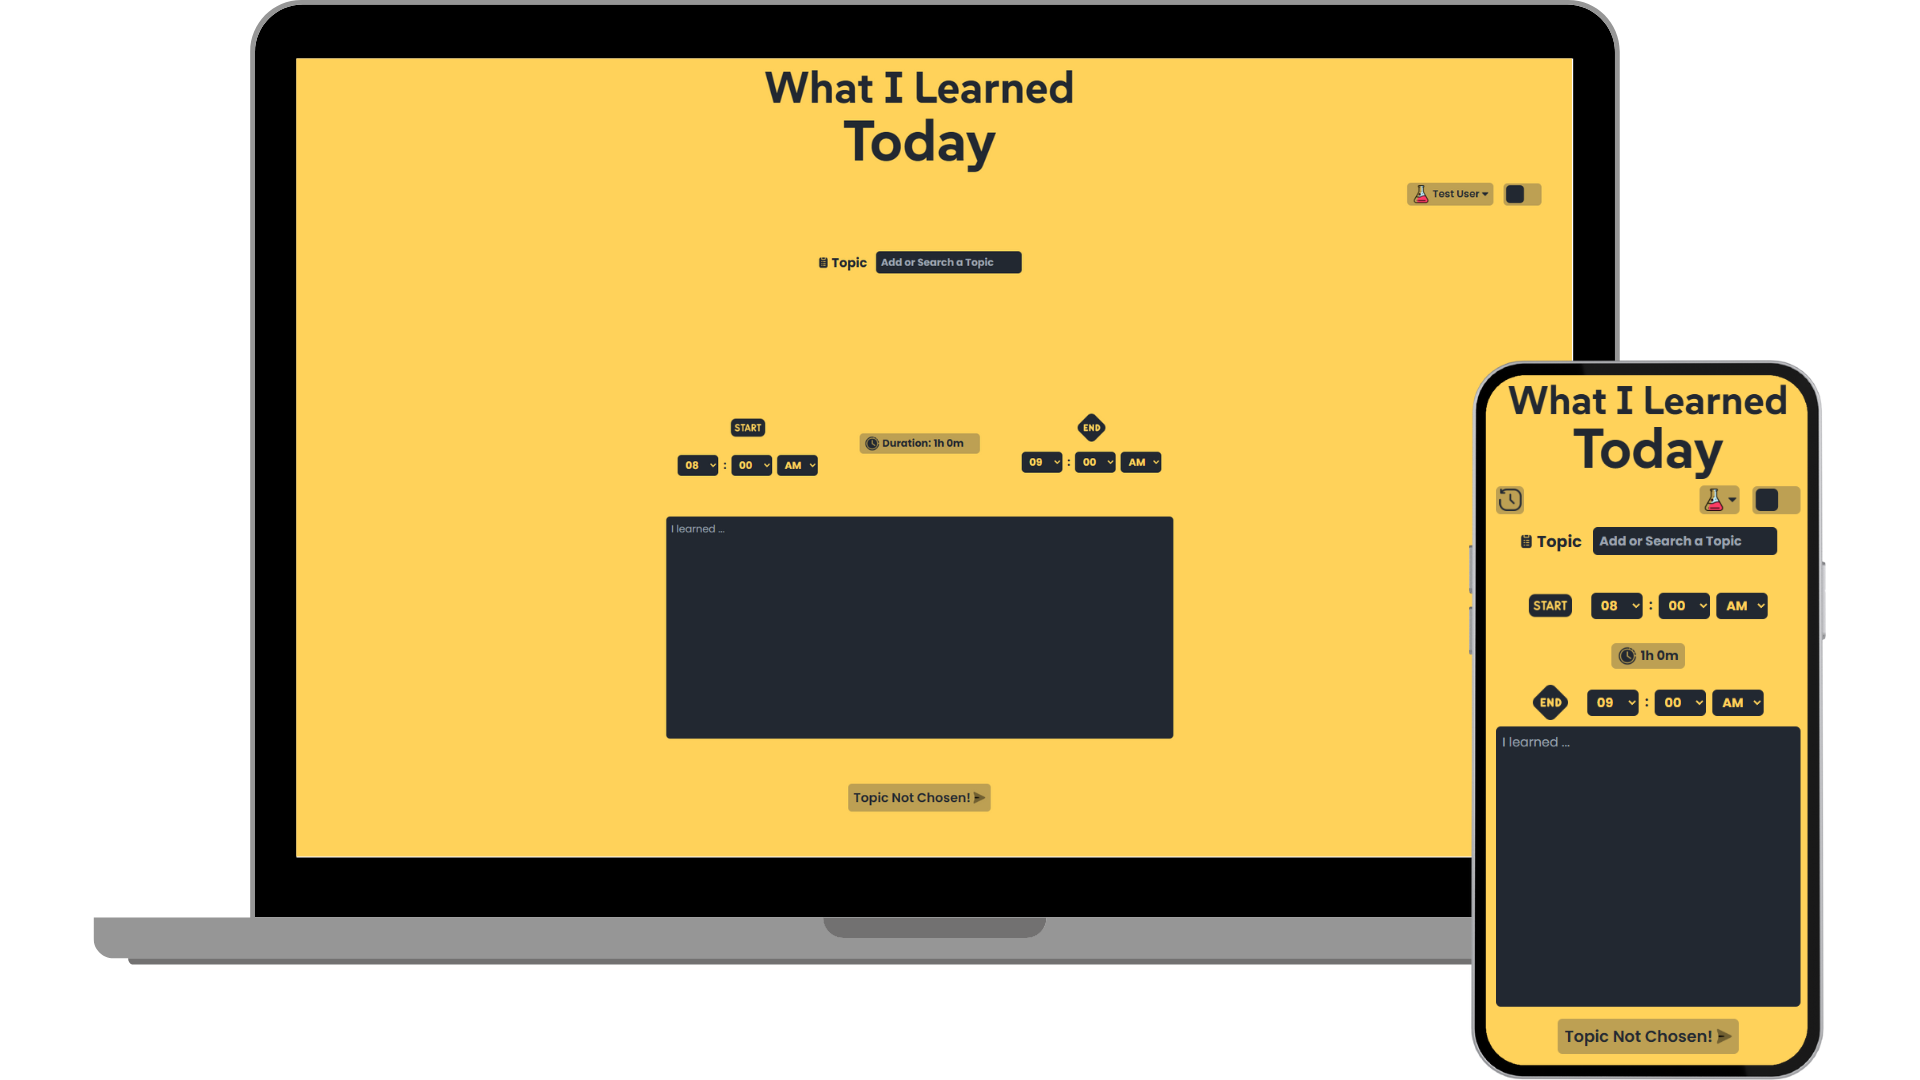 What I Learned
Today
Test User
Topic Add or Search a Topic
START
END
Duration: 1h 0m
08 : 00 AM
09 : 00 AM
I learned ...
Topic Not Chosen!
What I Learned
Today
Topic Add or Search a Topic
START 08 : 00 AM
1h 0m
END 09 : 00 AM
I learned ...
Topic Not Chosen!